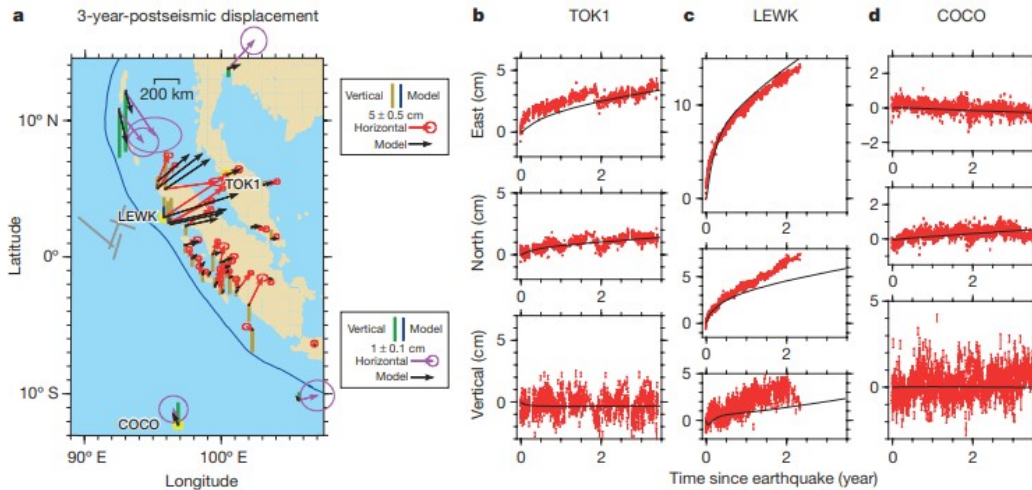 3-year-postseismic displacement
a
200 km
10° N
0°
10° S
Latitude
90° E
100° E
Longitude
TOK1
LEWK
COCO
Vertical Model
5 ± 0.5 cm
Horizontal
Model
Vertical Model
1 ± 0.1 cm
Horizontal
Model
b TOK1
East (cm)
5
0
0 2
North (cm)
5
0
0 2
Vertical (cm)
2
0
-2
0 2
c LEWK
10
0
0 2
5
0
0 2
5
0
0 2
d COCO
2
0
-2
0 2
2
0
0 2
5
0
0 2
Time since earthquake (year)